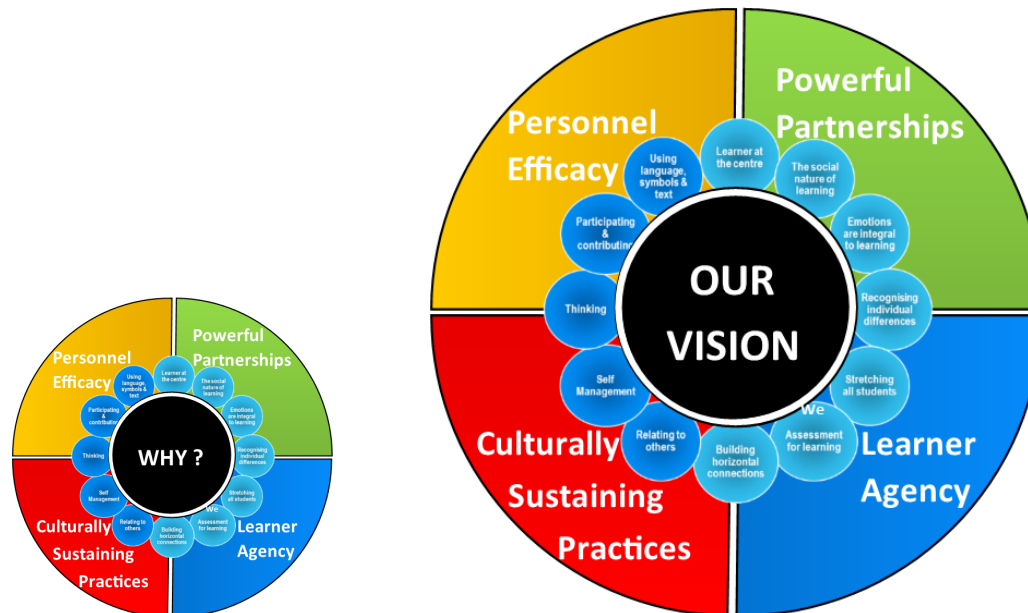 Personnel
Efficacy
Powerful
Partnerships
Using
language,
symbols &
text
Learner at
the centre
The social
nature of
learning
Participating
&
contributing
Emotions
are integral
to learning
Thinking
WHY ?
Recognising
individual
differences
Self
Management
Stretching
all students
We
Relating to
others
Building
horizontal
connections
Assessment
for learning
Culturally
Sustaining
Practices
Learner
Agency
Personnel
Efficacy
Powerful
Partnerships
Using
language,
symbols &
text
Learner at
the centre
The social
nature of
learning
Participating
&
contributing
Emotions
are integral
to learning
Thinking
OUR
VISION
Recognising
individual
differences
Self
Management
Stretching
all students
We
Relating to
others
Building
horizontal
connections
Assessment
for learning
Culturally
Sustaining
Practices
Learner
Agency